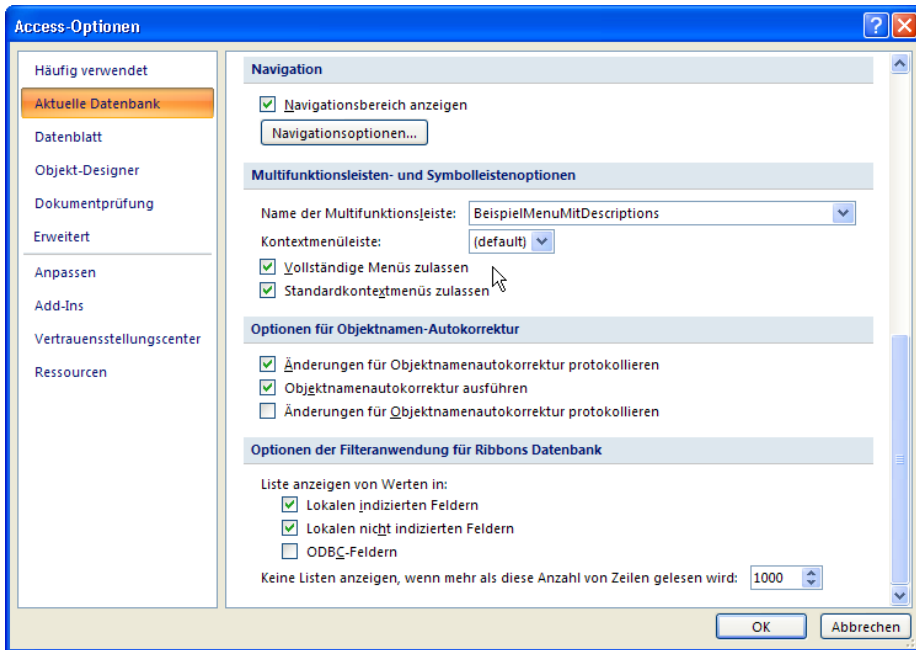 Access-Optionen
Häufig verwendet
Aktuelle Datenbank
Datenblatt
Objekt-Designer
Dokumentprüfung
Erweitert
Anpassen
Add-Ins
Vertrauensstellungscenter
Ressourcen
Navigation
Navigationsbereich anzeigen
Navigationsoptionen...
Multifunktionsleisten- und Symbolleistenoptionen
Name der Multifunktionsleiste: BeispielMenuMitDescriptions
Kontextmenüleiste: (default)
Vollständige Menüs zulassen
Standardkontextmenüs zulassen
Optionen für Objektnamen-Autokorrektur
Änderungen für Objektnamenautokorrektur protokollieren
Objektnamenautokorrektur ausführen
Änderungen für Objektnamenautokorrektur protokollieren
Optionen der Filteranwendung für Ribbons Datenbank
Liste anzeigen von Werten in:
Lokalen indizierten Feldern
Lokalen nicht indizierten Feldern
ODBC-Feldern
Keine Listen anzeigen, wenn mehr als diese Anzahl von Zeilen gelesen wird: 1000
OK Abbrechen